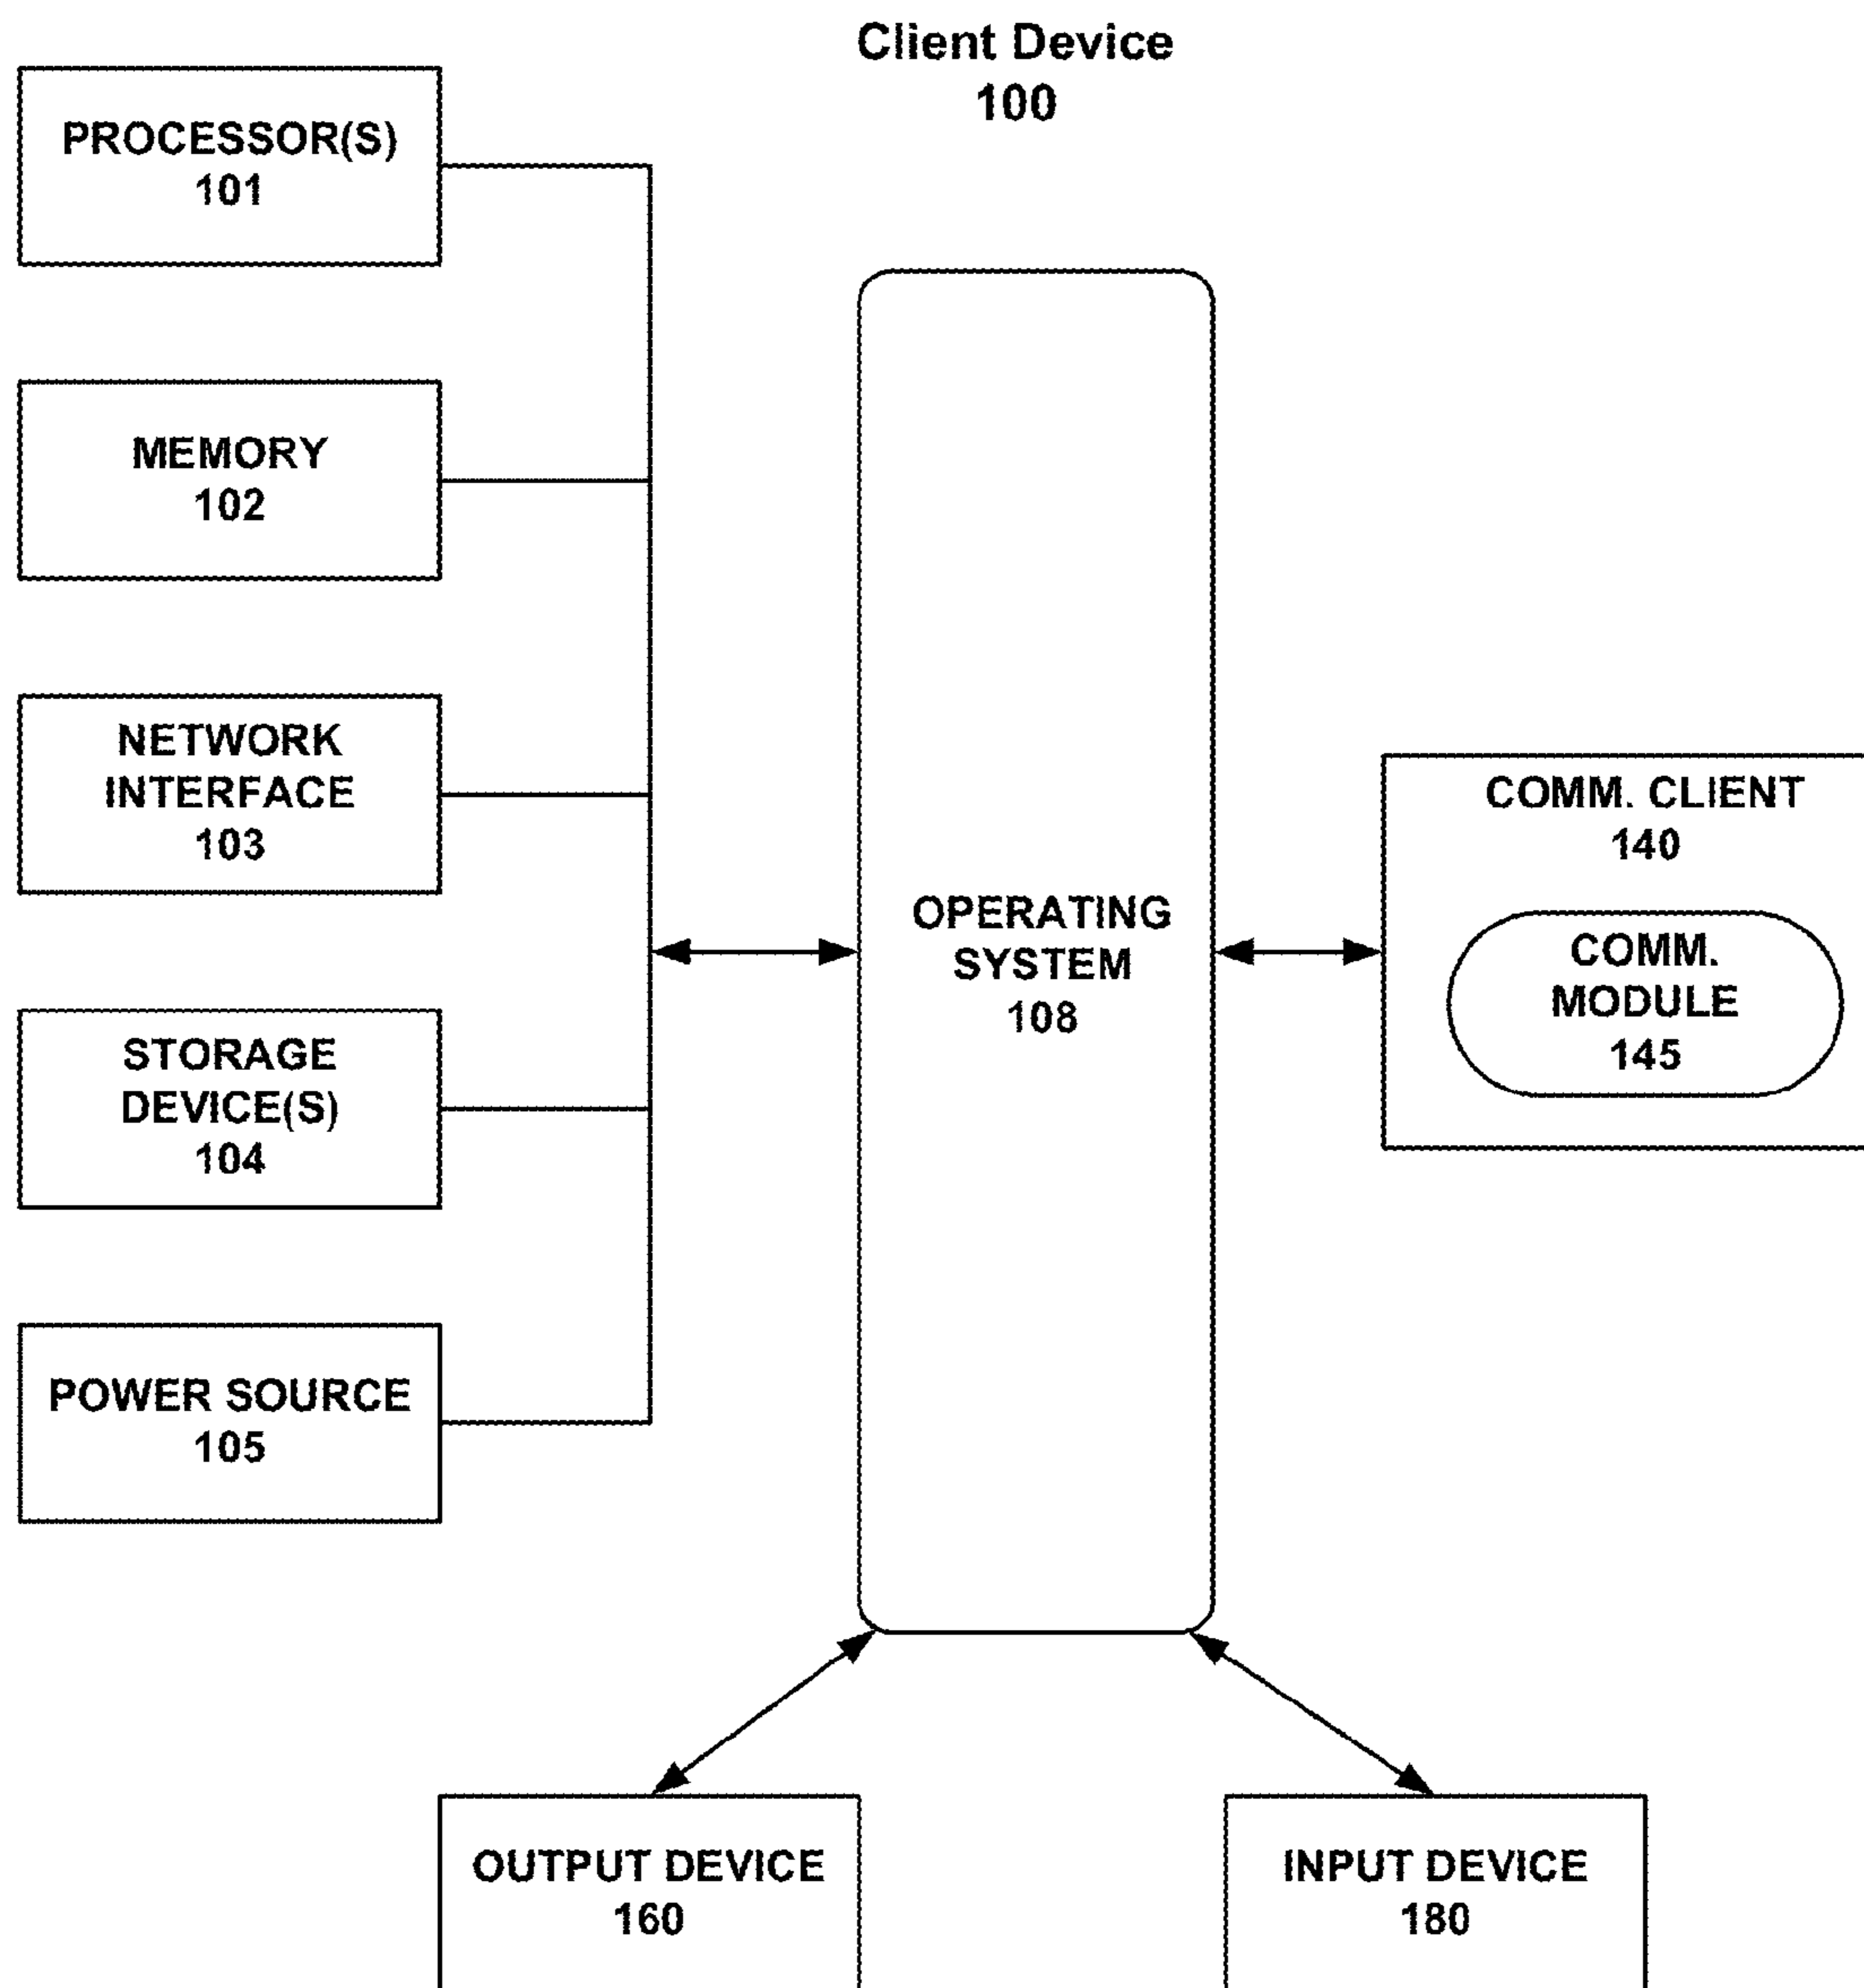 Client Device
100
PROCESSOR(S)
101
MEMORY
102
NETWORK
INTERFACE
103
STORAGE
DEVICE(S)
104
POWER SOURCE
105
OPERATING
SYSTEM
108
COMM. CLIENT
140
COMM.
MODULE
145
OUTPUT DEVICE
160
INPUT DEVICE
180